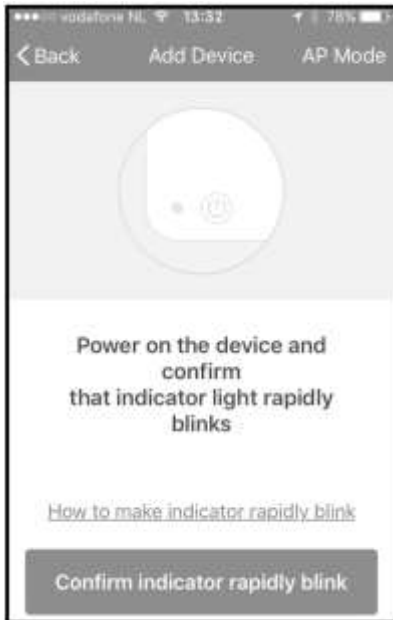 vodafone NL 13:32 78%
Back Add Device AP Mode
Power on the device and
confirm
that indicator light rapidly
blinks
How to make indicator rapidly blink
Confirm indicator rapidly blink